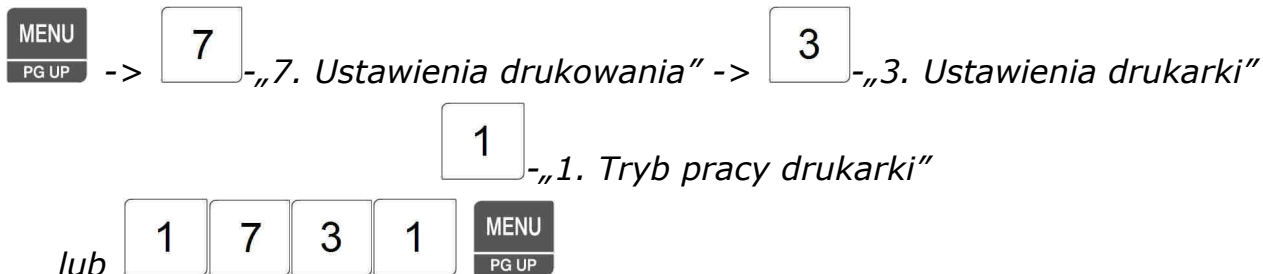 MENU PG UP -> 7 -„7. Ustawienia drukowania” -> 3 -„3. Ustawienia drukarki”
1 -„1. Tryb pracy drukarki”
lub 1 7 3 1 MENU PG UP